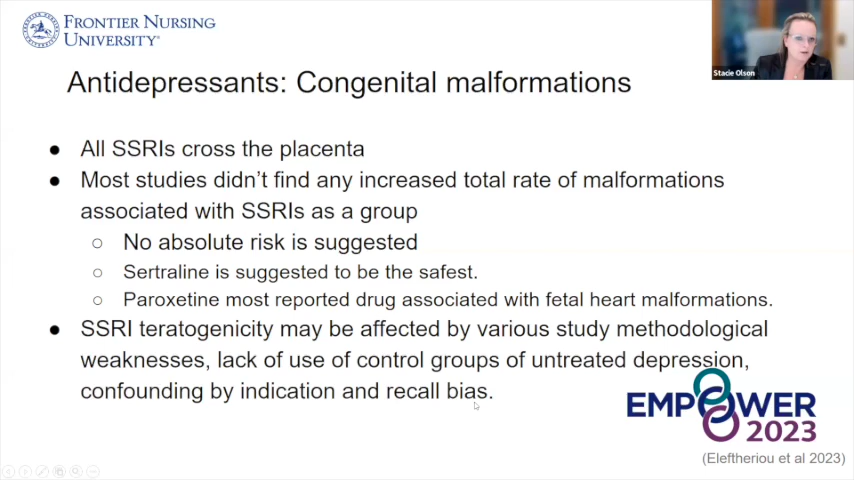 FRONTIER NURSING
UNIVERSITY®
Stacie Olson
Antidepressants: Congenital malformations
● All SSRIs cross the placenta
● Most studies didn't find any increased total rate of malformations
associated with SSRIs as a group
○ No absolute risk is suggested
○ Sertraline is suggested to be the safest.
○ Paroxetine most reported drug associated with fetal heart malformations.
● SSRI teratogenicity may be affected by various study methodological
weaknesses, lack of use of control groups of untreated depression,
confounding by indication and recall bias.
EMPOWER
2023
(Eleftheriou et al 2023)